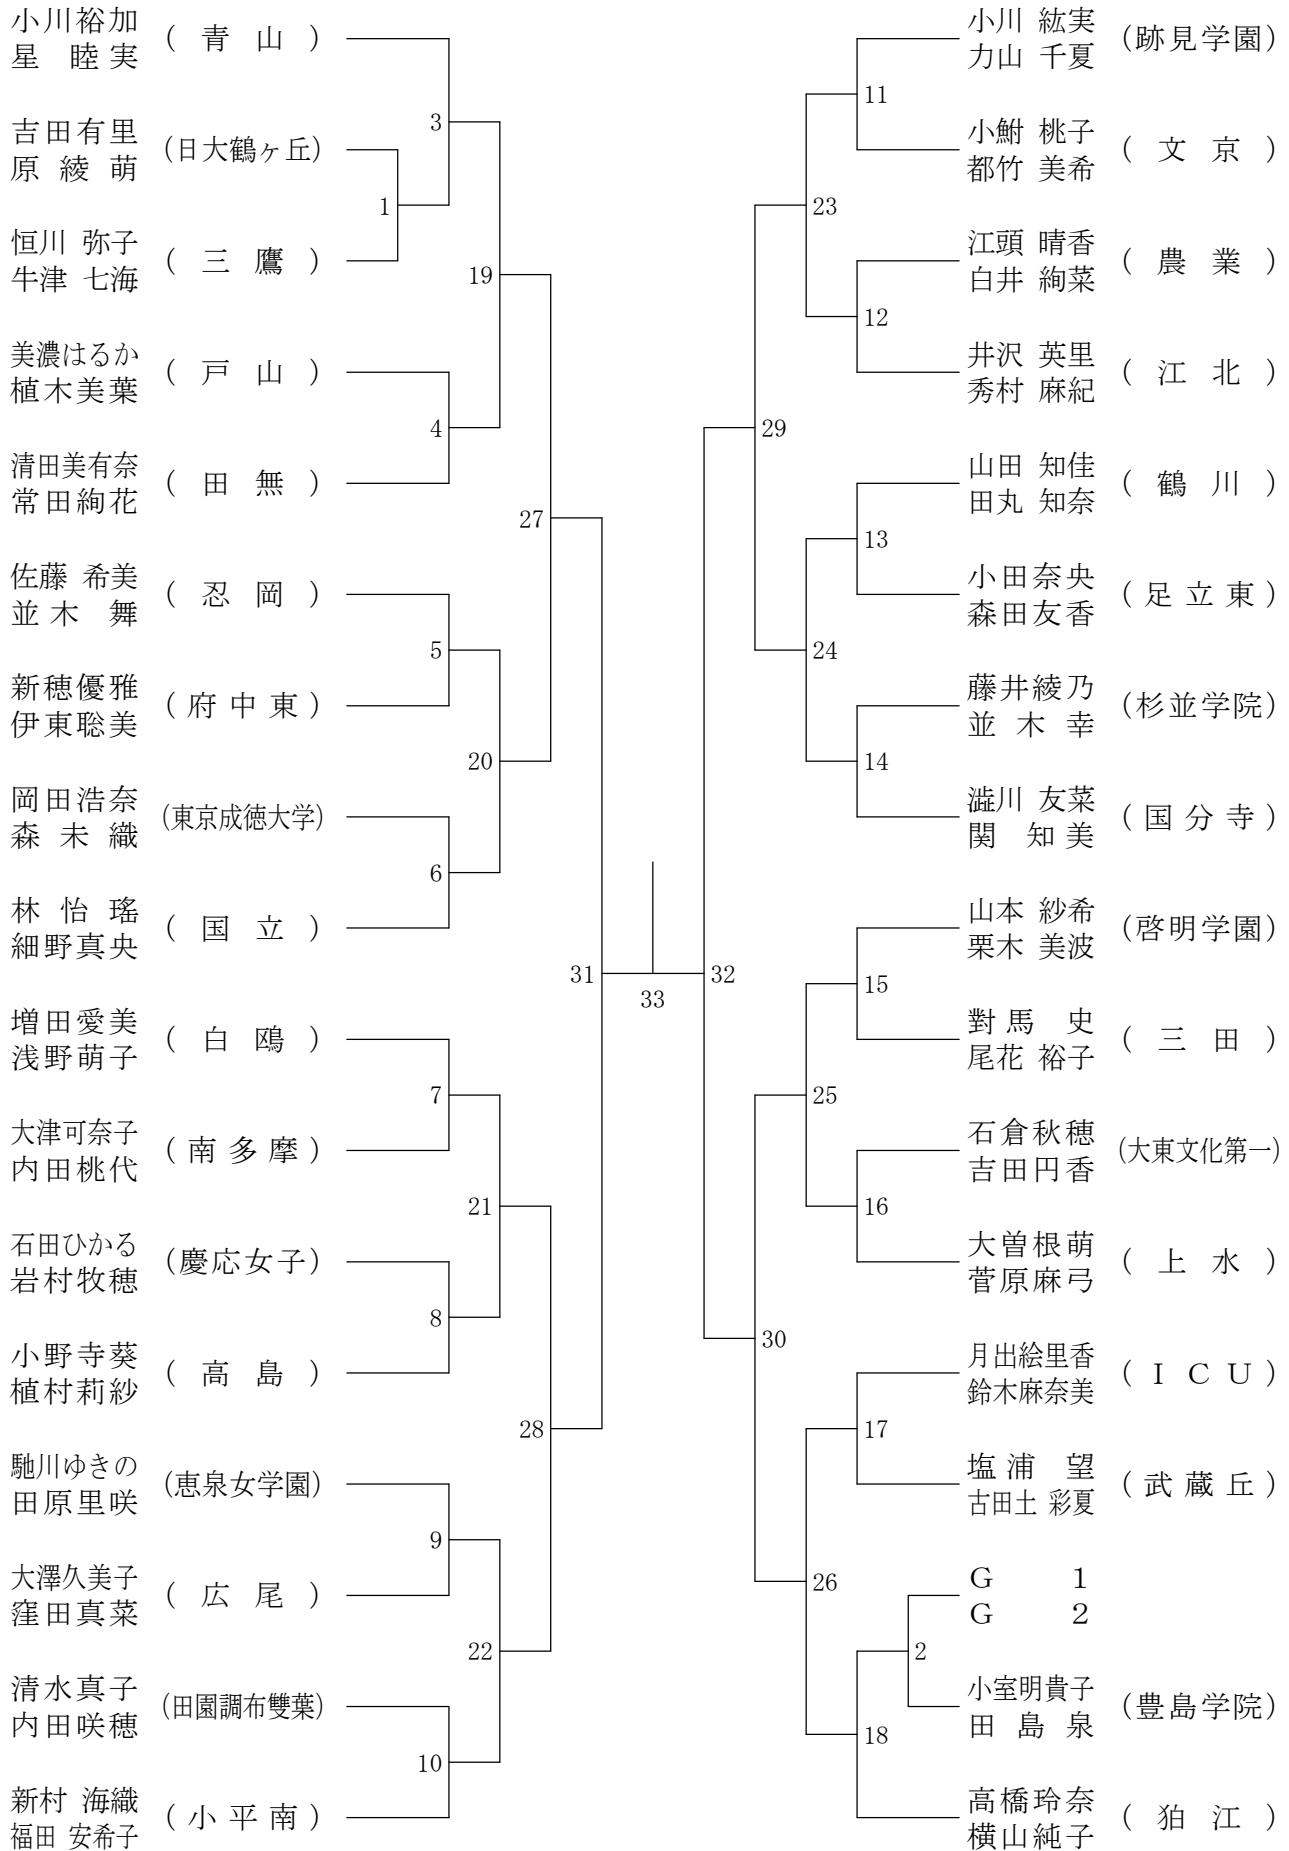 小川裕加
星 睦実
(青山)
吉田有里
原綾萌
(日大鶴ヶ丘)
恒川 弥子
牛津 七海
(三鷹)
美濃はるか
植木美葉
(戸山)
清田美有奈
常田絢花
(田無)
佐藤 希美
並木 舞
(忍岡)
新穂優雅
伊東聡美
(府中東)
岡田浩奈
森未織
(東京成徳大学)
林怡瑤
細野真央
(国立)
増田愛美
浅野萌子
(白鴎)
大津可奈子
内田桃代
(南多摩)
石田ひかる
岩村牧穂
(慶応女子)
小野寺葵
植村莉紗
(高島)
馳川ゆきの
田原里咲
(恵泉女学園)
大澤久美子
窪田真菜
(広尾)
清水真子
内田咲穂
(田園調布雙葉)
新村 海織
福田 安希子
(小平南)
1
3
4
5
6
7
8
9
10
19
20
21
22
27
28
31
33
32
29
30
23
24
25
26
11
12
13
14
15
16
17
2
18
小川 紘実
力山 千夏
(跡見学園)
小鮒 桃子
都竹 美希
(文京)
江頭 晴香
白井 絢菜
(農業)
井沢 英里
秀村 麻紀
(江北)
山田 知佳
田丸 知奈
(鶴川)
小田奈央
森田友香
(足立東)
藤井綾乃
並木幸
(杉並学院)
澁川 友菜
関 知美
(国分寺)
山本 紗希
栗木 美波
(啓明学園)
對馬 史
尾花 裕子
(三田)
石倉秋穂
吉田円香
(大東文化第一)
大曽根萌
菅原麻弓
(上水)
月出絵里香
鈴木麻奈美
(ICU)
塩浦 望
古田土 彩夏
(武蔵丘)
G 1
G 2
小室明貴子
田島泉
(豊島学院)
高橋玲奈
横山純子
(狛江)